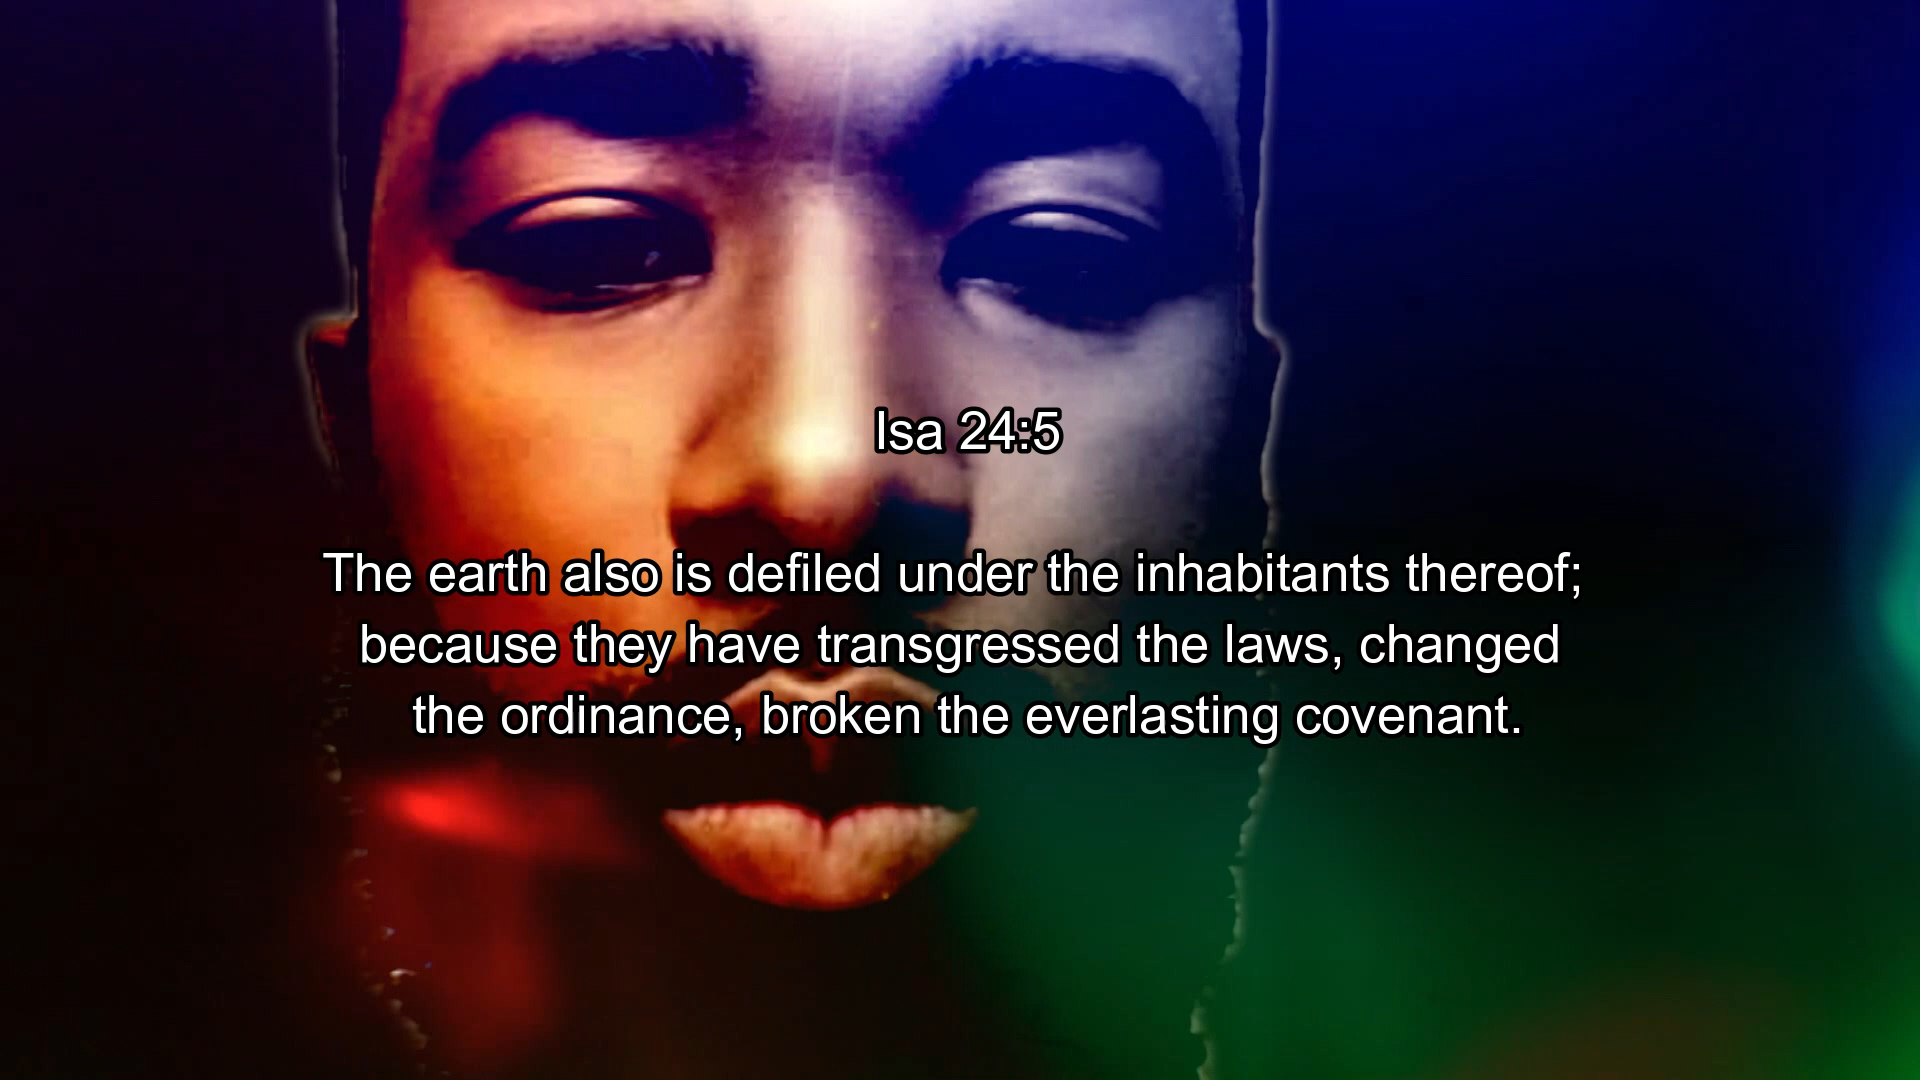 Isa 24:5
The earth also is defiled under the inhabitants thereof;
because they have transgressed the laws, changed
the ordinance, broken the everlasting covenant.